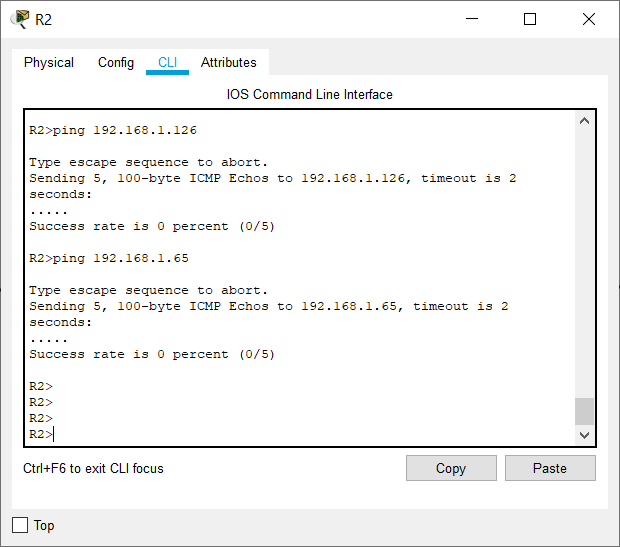 R2
Physical Config CLI Attributes
IOS Command Line Interface
R2>ping 192.168.1.126
Type escape sequence to abort.
Sending 5, 100-byte ICMP Echos to 192.168.1.126, timeout is 2
seconds:
.....
Success rate is 0 percent (0/5)
R2>ping 192.168.1.65
Type escape sequence to abort.
Sending 5, 100-byte ICMP Echos to 192.168.1.65, timeout is 2
seconds:
.....
Success rate is 0 percent (0/5)
R2>
R2>
R2>
R2>
Ctrl+F6 to exit CLI focus Copy Paste
Top